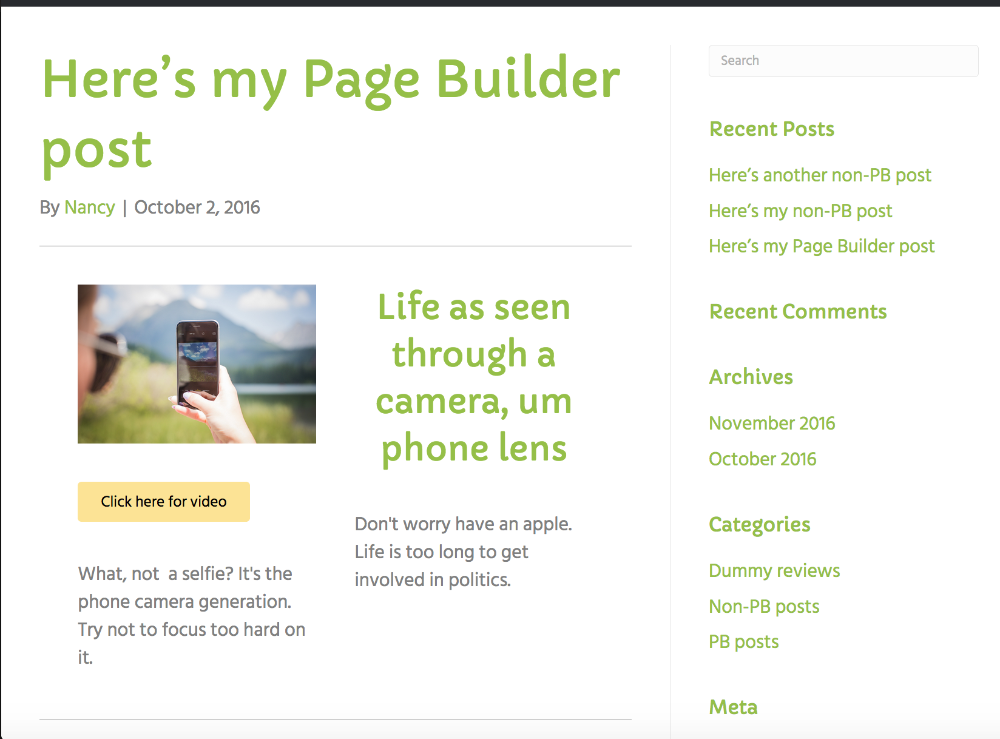 Here’s my Page Builder
post
By Nancy | October 2, 2016
Click here for video
What, not  a selfie? It's the
phone camera generation.
Try not to focus too hard on
it.
Life as seen
through a
camera, um
phone lens
Don't worry have an apple.
Life is too long to get
involved in politics.
Search
Recent Posts
Here’s another non-PB post
Here’s my non-PB post
Here’s my Page Builder post
Recent Comments
Archives
November 2016
October 2016
Categories
Dummy reviews
Non-PB posts
PB posts
Meta